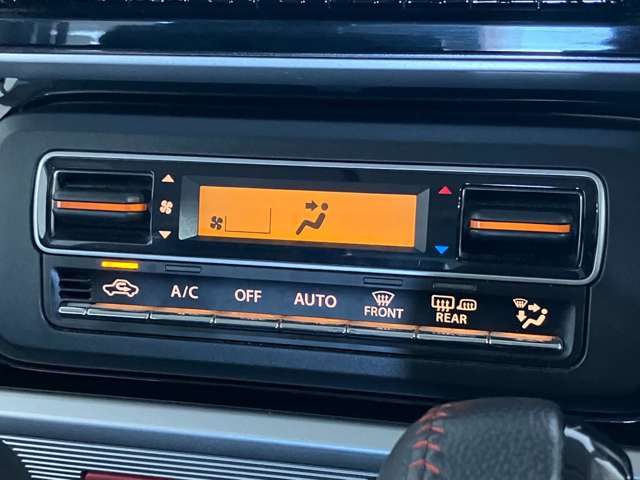 A/C OFF AUTO FRONT REAR